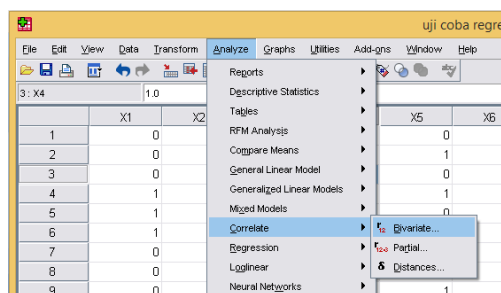 uji coba regre
File Edit View Data Transform Analyze Graphs Utilities Add-ons Window Help
3 : X4 1.0
X1 X2 X5 X6
1 0 0
2 0 1
3 0 0
4 1 1
5 1 0
6 1
7 0
8 0
9 0 1
Reports
Descriptive Statistics
Tables
RFM Analysis
Compare Means
General Linear Model
Generalized Linear Models
Mixed Models
Correlate
Regression
Loglinear
Neural Networks
r12 Bivariate...
r12.3 Partial...
δ Distances...